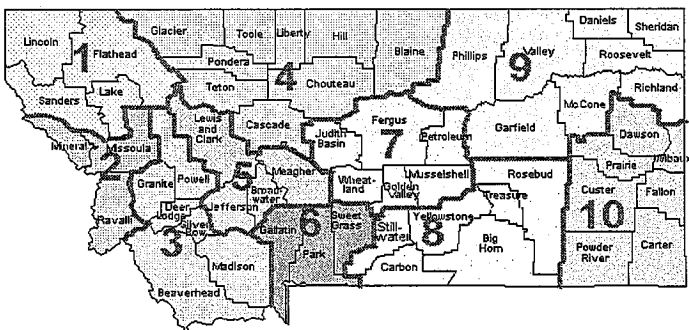 Lincoln
Flathead
1
Sanders
Lake
Mineral
Missoula
2
Ravalli
Granite
Powell
Deer
Lodge
Silver
Bow
3
Beaverhead
Madison
Glacier
Toole
Liberty
Hill
Blaine
Pondera
4
Teton
Chouteau
Cascade
Lewis
and
Clark
5
Meagher
Broad-
water
Jefferson
Gallatin
6
Park
Sweet
Grass
Judith
Basin
Fergus
7
Petroleum
Wheat-
land
Golden
Valley
Musselshell
Still-
water
Yellowstone
8
Carbon
Big
Horn
Treasure
Rosebud
Phillips
Valley
9
Daniels
Sheridan
Roosevelt
Richland
McCone
Garfield
Dawson
Prairie
Wibaux
Custer
10
Fallon
Powder
River
Carter